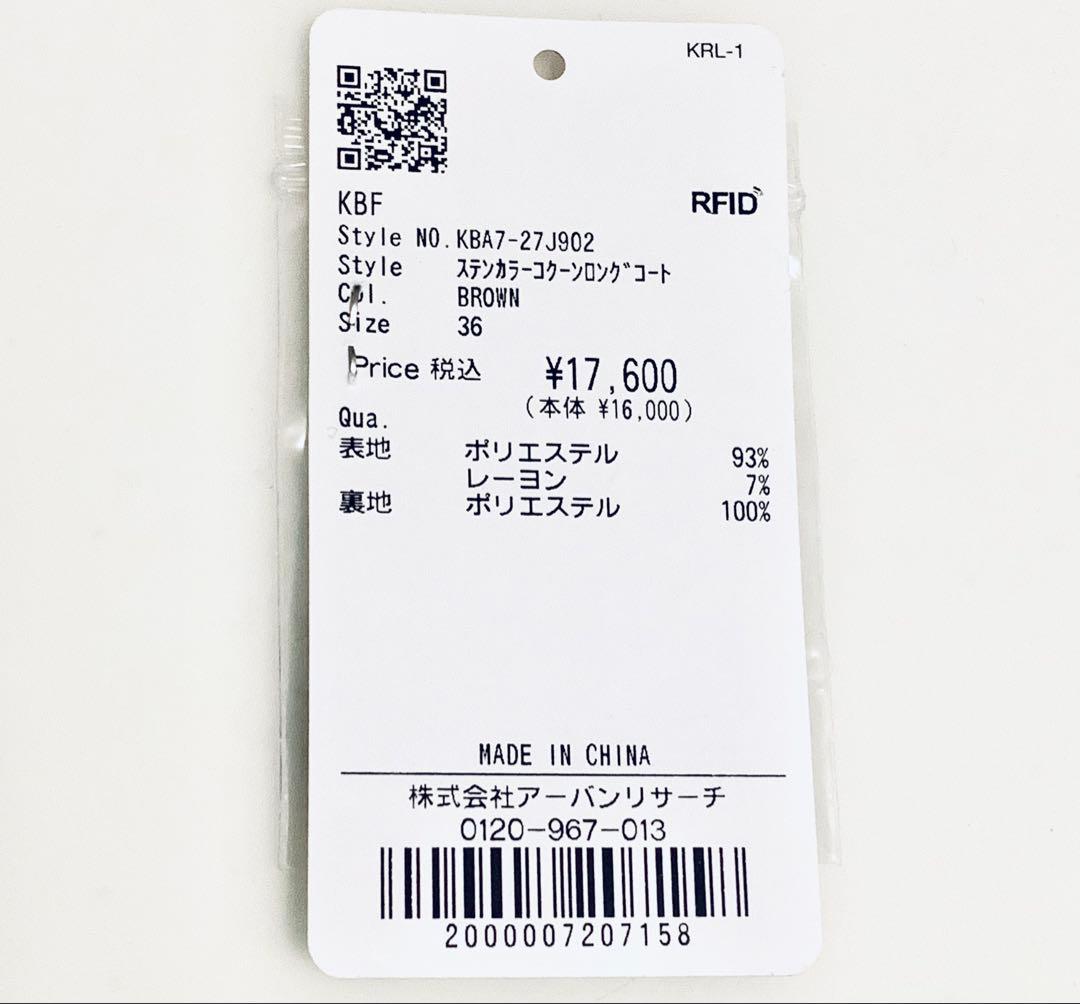 KRL-1
KBF
RFID
Style NO. KBA7-27J902
Style ステンカラーコクーンロングコート
Col. BROWN
Size 36
Price 税込 ¥17,600
(本体 ¥16,000)
Qua.
表地 ポリエステル 93%
レーヨン 7%
裏地 ポリエステル 100%
MADE IN CHINA
株式会社アーバンリサーチ
0120-967-013
2000007207158